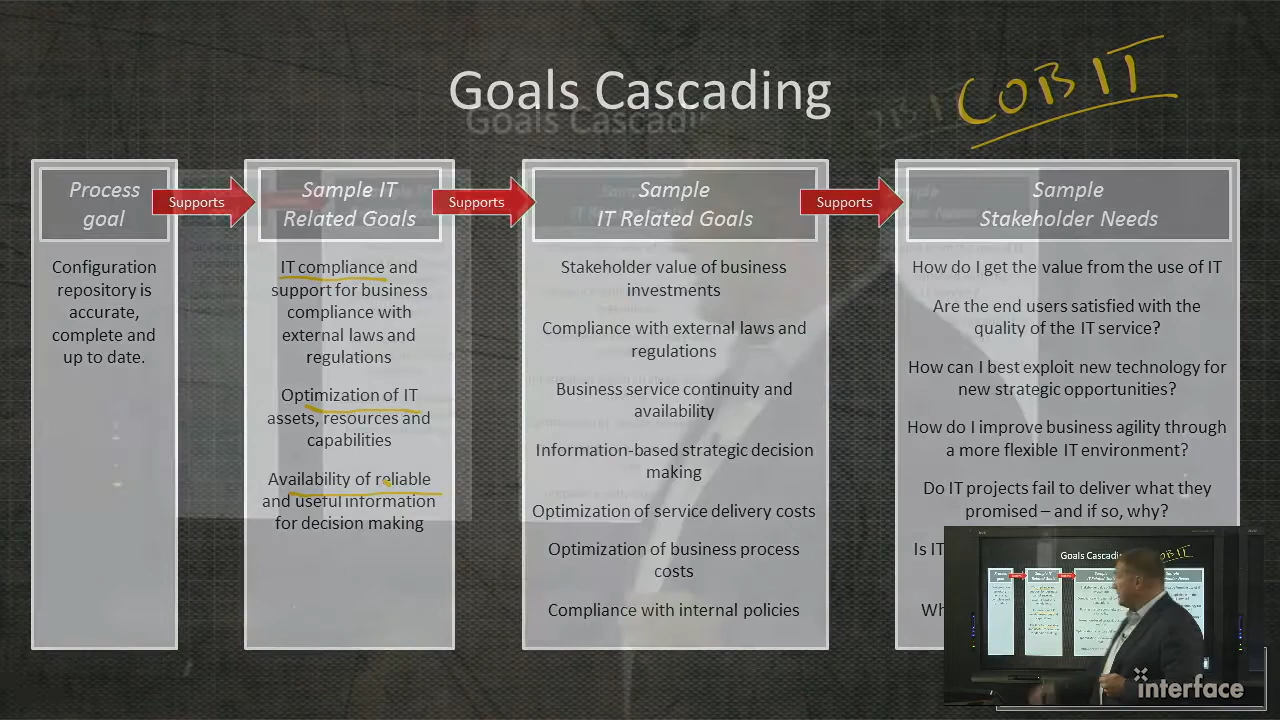 Goals Cascading
COBIT
Process
goal
Supports
Sample IT
Related Goals
Supports
Sample
IT Related Goals
Supports
Sample
Stakeholder Needs
Configuration
repository is
accurate,
complete and
up to date.
IT compliance and
support for business
compliance with
external laws and
regulations
Optimization of IT
assets, resources and
capabilities
Availability of reliable
and useful information
for decision making
Stakeholder value of business
investments
Compliance with external laws and
regulations
Business service continuity and
availability
Information-based strategic decision
making
Optimization of service delivery costs
Optimization of business process
costs
Compliance with internal policies
How do I get the value from the use of IT
Are the end users satisfied with the
quality of the IT service?
How can I best exploit new technology for
new strategic opportunities?
How do I improve business agility through
a more flexible IT environment?
Do IT projects fail to deliver what they
promised – and if so, why?
Is IT
Goals Cascading
interface